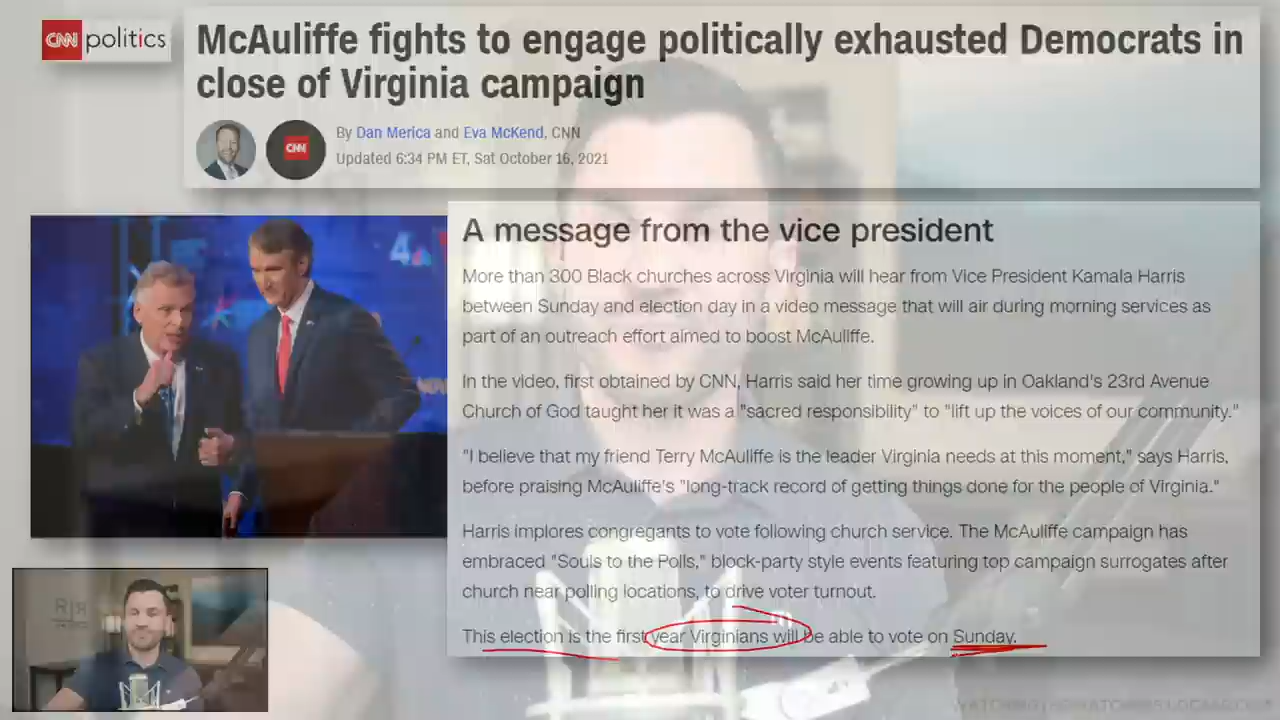 CNN politics
McAuliffe fights to engage politically exhausted Democrats in
close of Virginia campaign
CNN
By Dan Merica and Eva McKend, CNN
Updated 6:34 PM ET, Sat October 16, 2021
4
A message from the vice president
More than 300 Black churches across Virginia will hear from Vice President Kamala Harris
between Sunday and election day in a video message that will air during morning services as
part of an outreach effort aimed to boost McAuliffe.
In the video, first obtained by CNN, Harris said her time growing up in Oakland's 23rd Avenue
Church of God taught her it was a "sacred responsibility" to "lift up the voices of our community."
"I believe that my friend Terry McAuliffe is the leader Virginia needs at this moment," says Harris,
before praising McAuliffe's "long-track record of getting things done for the people of Virginia."
Harris implores congregants to vote following church service. The McAuliffe campaign has
embraced "Souls to the Polls," block-party style events featuring top campaign surrogates after
church near polling locations, to drive voter turnout.
This election is the first year Virginians will be able to vote on Sunday.
R|R
WATCHINGTHEWATCHERS.LOCALS.COM